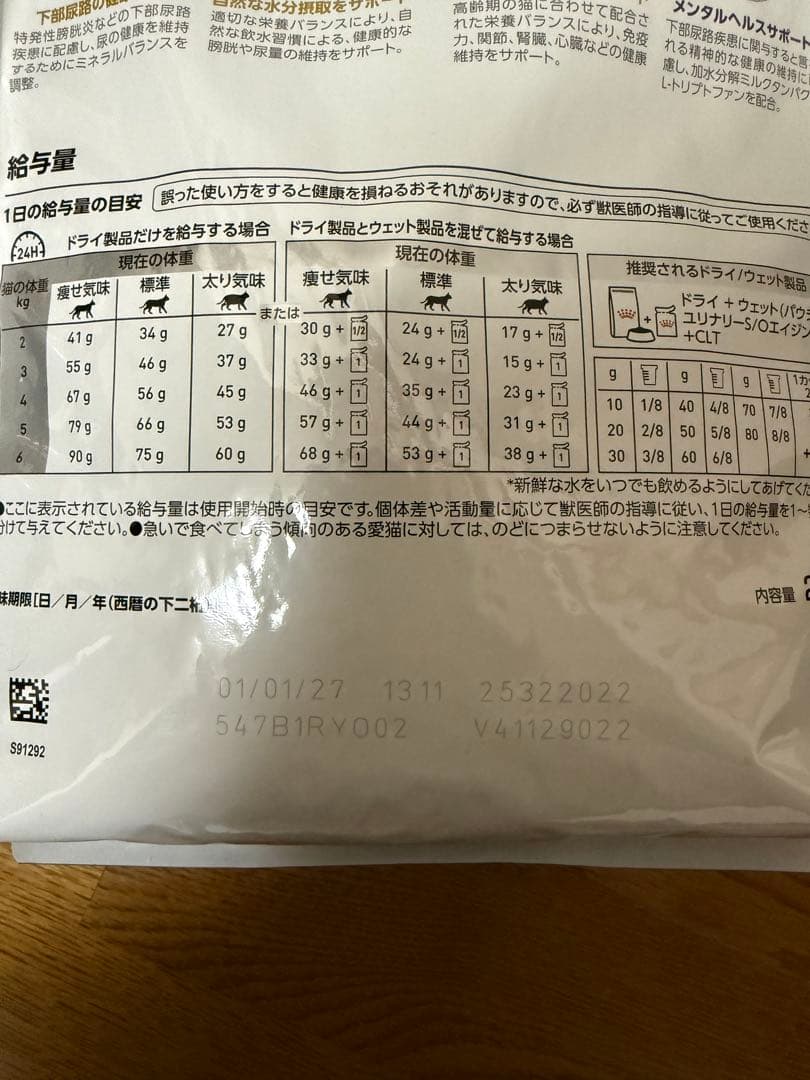 下部尿路の健
特発性膀胱炎などの下部尿路
疾患に配慮し、尿の健康を維持
するためにミネラルバランスを
調整。
自然な水分摂取をサポート
適切な栄養バランスにより、自
然な飲水習慣による、健康的な
膀胱や尿量の維持をサポート。
高齢期の猫に合わせて配合さ
れた栄養バランスにより、免疫
力、関節、腎臓、心臓などの健康
維持をサポート。
メンタルヘルスサポート
下部尿路疾患に関与すると言
れる精神的な健康の維持に
慮し、加水分解ミルクタンパク
L-トリプトファンを配合。
給与量
1日の給与量の目安 誤った使い方をすると健康を損ねるおそれがありますので、必ず獣医師の指導に従ってご使用くださ
24H ドライ製品だけを給与する場合 ドライ製品とウェット製品を混ぜて給与する場合
現在の体重 現在の体重
猫の体重 kg 痩せ気味 標準 太り気味 または 痩せ気味 標準 太り気味
2 41 g 34 g 27 g 30 g + 1/2 24 g + 1/2 17 g + 1/2
3 55 g 46 g 37 g 33 g + 1 24 g + 1 15 g + 1
4 67 g 56 g 45 g 46 g + 1 35 g + 1 23 g + 1
5 79 g 66 g 53 g 57 g + 1 44 g + 1 31 g + 1
6 90 g 75 g 60 g 68 g + 1 53 g + 1 38 g + 1
推奨されるドライ/ウェット製品
ドライ + ウェット(パウ
ユリナリーS/Oエイジン
+CLT
g g g 1カ
10 1/8 40 4/8 70 7/8
20 2/8 50 5/8 80 8/8
30 3/8 60 6/8
*新鮮な水をいつでも飲めるようにしてあげてくだ
●ここに表示されている給与量は使用開始時の目安です。個体差や活動量に応じて獣医師の指導に従い、1日の給与量を1～
分けて与えてください。●急いで食べてしまう傾向のある愛猫に対しては、のどにつまらせないように注意してください。
味期限[日/月/年(西暦の下二桁)
内容量
01/01/27 1311 25322022
547B1RYO02 V41129022
S91292